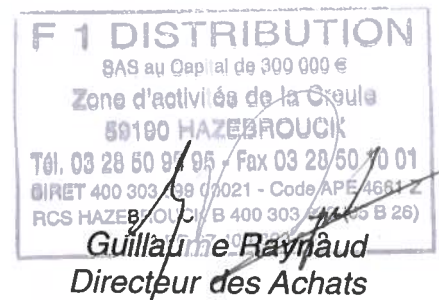 F 1 DISTRIBUTION
SAS au Capital de 300 000 €
Zone d'activités de la Creule
59190 HAZEBROUCK
Tél. 03 28 50 95 95 - Fax 03 28 50 10 01
SIRET 400 303 - Code APE 4661 Z
RCS HAZEBROUCK B 400 303 B 26)
Guillau e Raynaud
Directeur des Achats